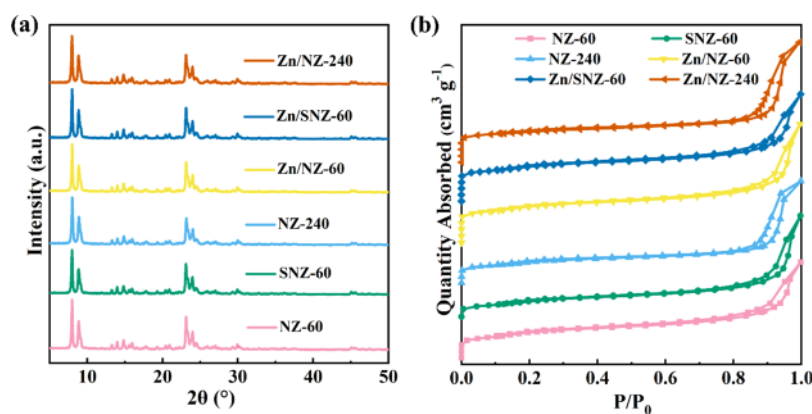 (a)
Zn/NZ-240
Zn/SNZ-60
Zn/NZ-60
NZ-240
SNZ-60
NZ-60
Intensity (a.u.)
10 20 30 40 50
2θ (°)
(b)
NZ-60 SNZ-60
NZ-240 Zn/NZ-60
Zn/SNZ-60 Zn/NZ-240
Quantity Absorbed (cm³ g⁻¹)
0.0 0.2 0.4 0.6 0.8 1.0
P/P₀